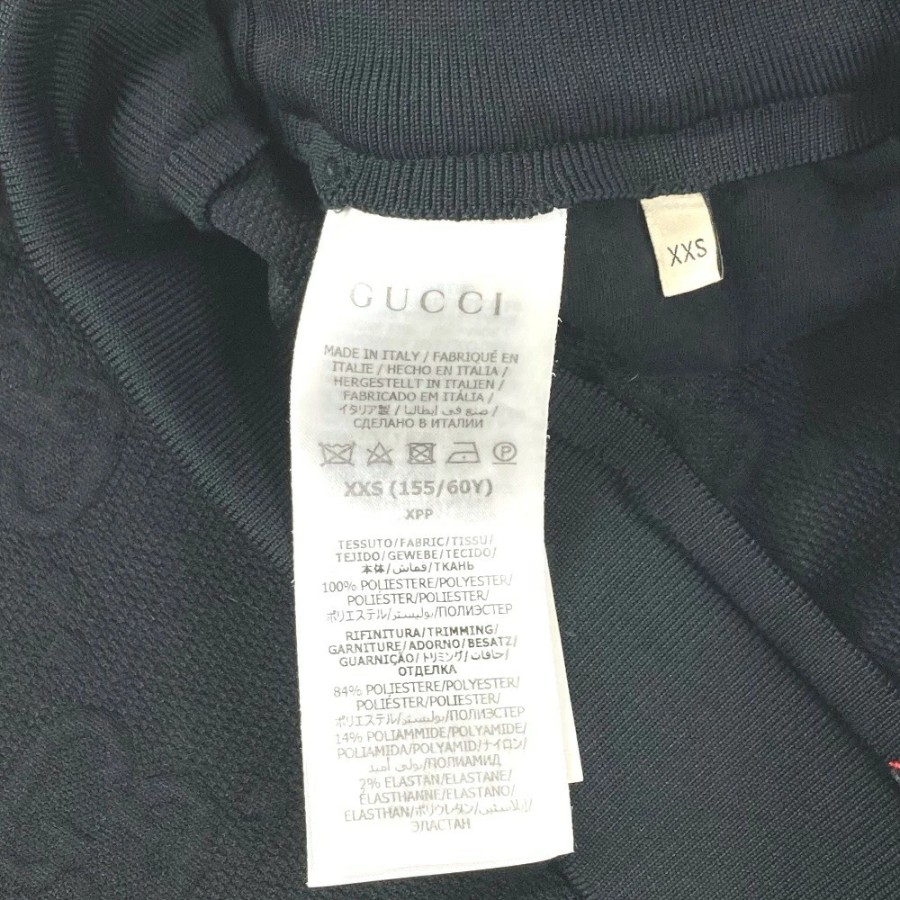 GUCCI
MADE IN ITALY / FABRIQUÉ EN
ITALIE / HECHO EN ITALIA /
HERGESTELLT IN ITALIEN /
FABRICADO EM ITÁLIA /
イタリア製 / صنع في إيطاليا /
СДЕЛАНО В ИТАЛИИ
P
XXS (155/60Y)
XPP
TESSUTO/FABRIC/TISSU/
TEJIDO/GEWEBE/TECIDO/
本体/قماش/ТКАНЬ
100% POLIESTERE/POLYESTER/
POLIÉSTER/POLIESTER/
ポリエステル/بوليستر/ПОЛИЭСТЕР
RIFINITURA/TRIMMING/
GARNITURE/ADORNO/BESATZ/
GUARNIÇÃO/トリミング/حافات/
ОТДЕЛКА
84% POLIESTERE/POLYESTER/
POLIÉSTER/POLIESTER/
ポリエステル/بوليستر/ПОЛИЭСТЕР
14% POLIAMMIDE/POLYAMIDE/
POLIAMIDA/POLYAMID/ナイロン/
بولي أميد/ПОЛИАМИД
2% ELASTAN/ELASTANE/
ÉLASTHANNE/ELASTANO/
ELASTHAN/ポリウレタン/إيلاستين/
ЭЛАСТАН
XXS